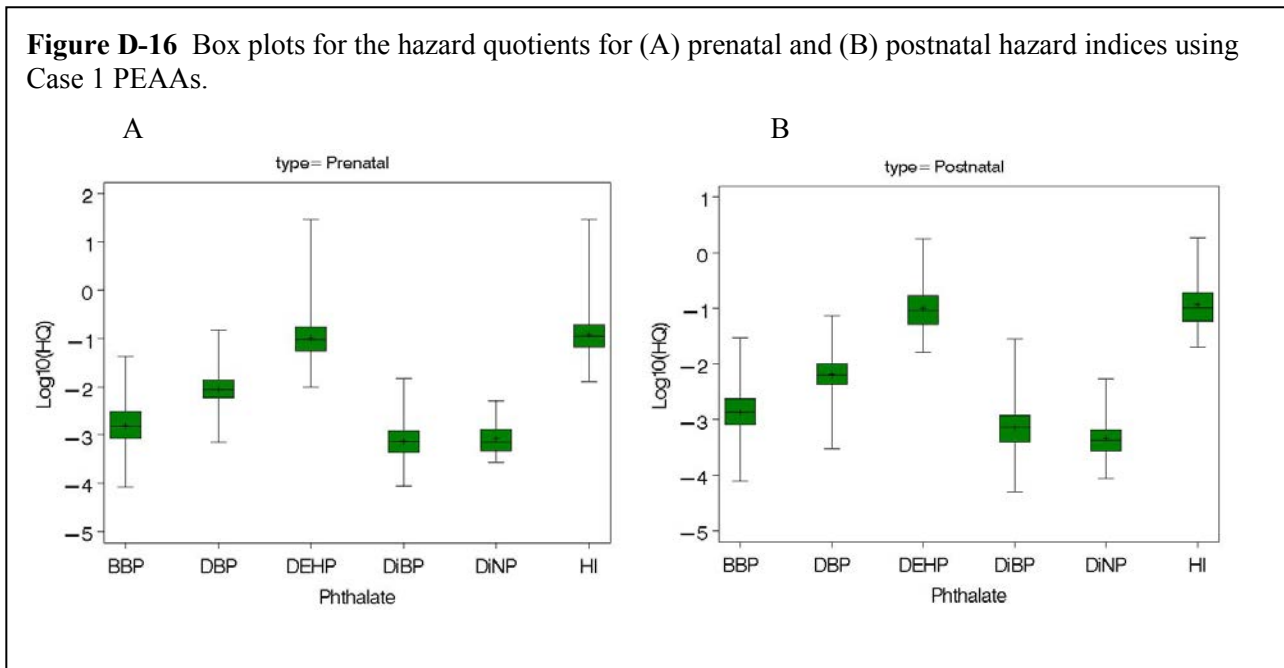 Figure D-16 Box plots for the hazard quotients for (A) prenatal and (B) postnatal hazard indices using
Case 1 PEAAs.
A
type= Prenatal
Log10(HQ)
2
1
0
−1
−2
−3
−4
−5
BBP DBP DEHP DiBP DiNP HI
Phthalate
B
type= Postnatal
Log10(HQ)
1
0
−1
−2
−3
−4
−5
BBP DBP DEHP DiBP DiNP HI
Phthalate